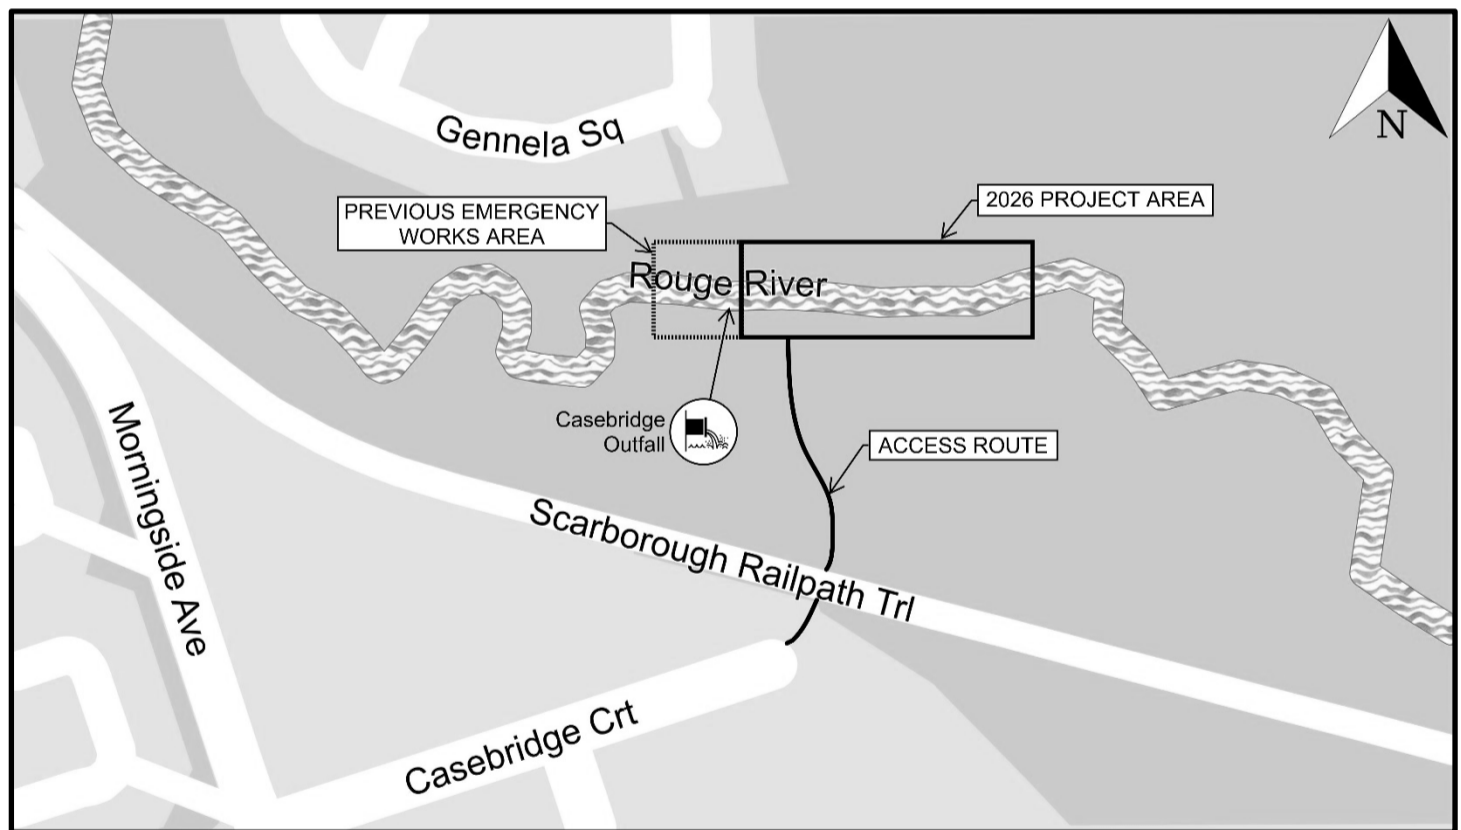 Gennela Sq
N
PREVIOUS EMERGENCY
WORKS AREA
2026 PROJECT AREA
Rouge River
Casebridge
Outfall
ACCESS ROUTE
Morningside Ave
Scarborough Railpath Trl
Casebridge Crt